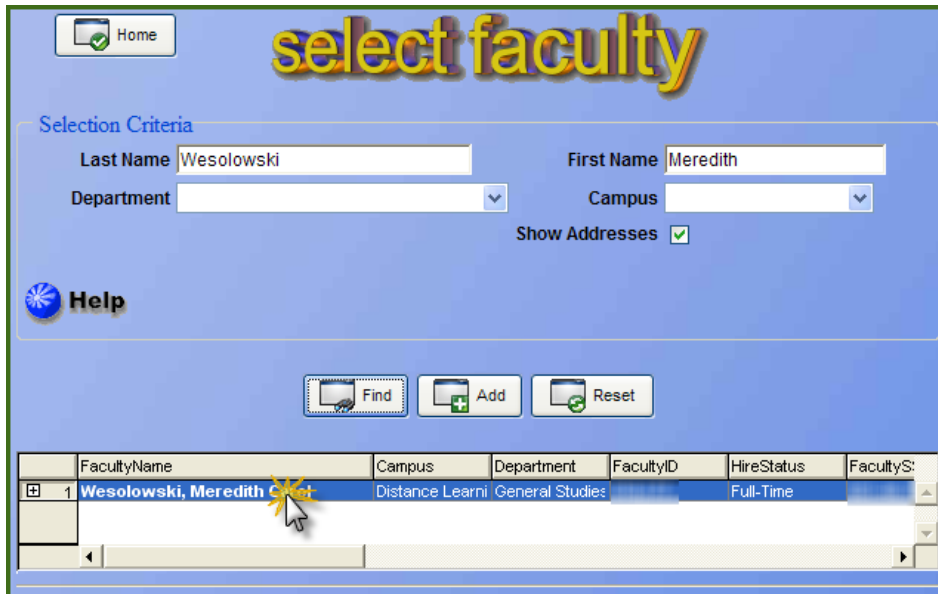 Home
select faculty
Selection Criteria
Last Name Wesolowski First Name Meredith
Department Campus
Show Addresses
Help
Find Add Reset
FacultyName Campus Department FacultyID HireStatus FacultyS
1 Wesolowski, Meredith Distance Learni General Studies Full-Time